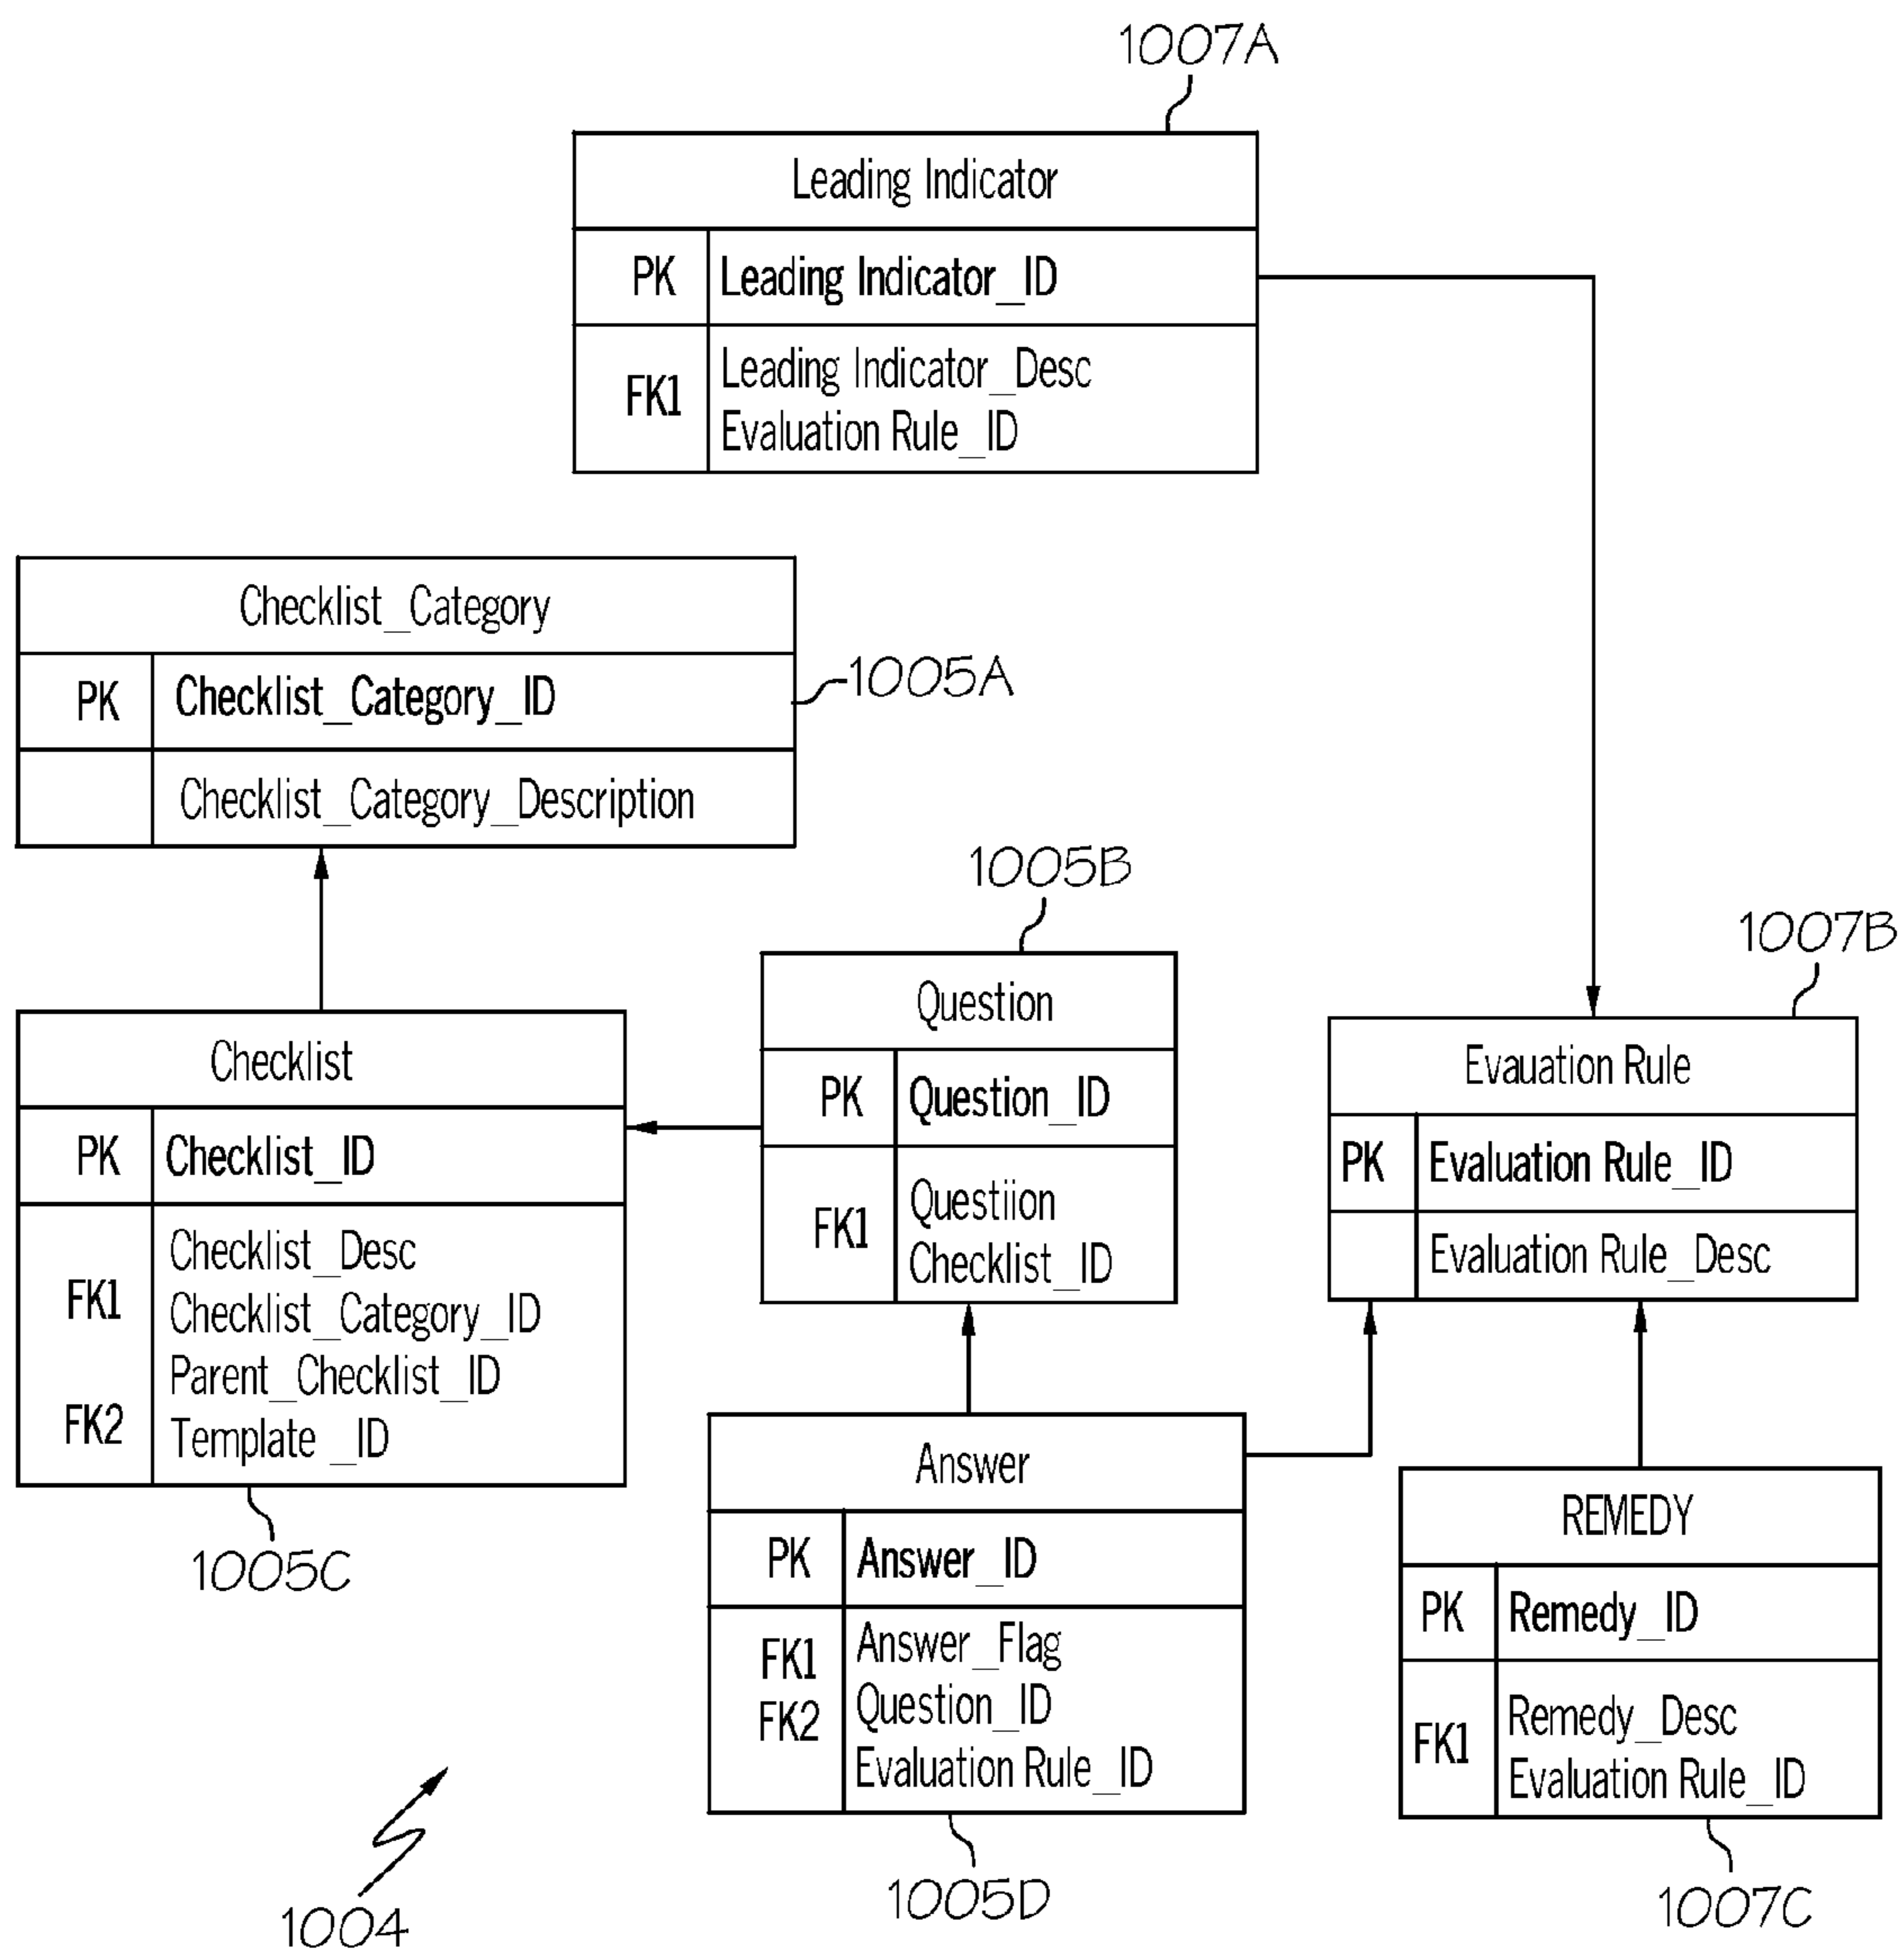 1007A
Leading Indicator
PK Leading Indicator_ID
Leading Indicator_Desc
FK1 Evaluation Rule_ID
Checklist_Category
PK Checklist_Category_ID
Checklist_Category_Description
1005A
1005B
Question
PK Question_ID
Questiion
FK1 Checklist_ID
1007B
Evauation Rule
PK Evaluation Rule_ID
Evaluation Rule_Desc
Checklist
PK Checklist_ID
Checklist_Desc
FK1 Checklist_Category_ID
Parent_Checklist_ID
FK2 Template _ID
1005C
Answer
PK Answer_ID
FK1 Answer_Flag
FK2 Question_ID
Evaluation Rule_ID
1005D
REMEDY
PK Remedy_ID
Remedy_Desc
FK1 Evaluation Rule_ID
1007C
1004